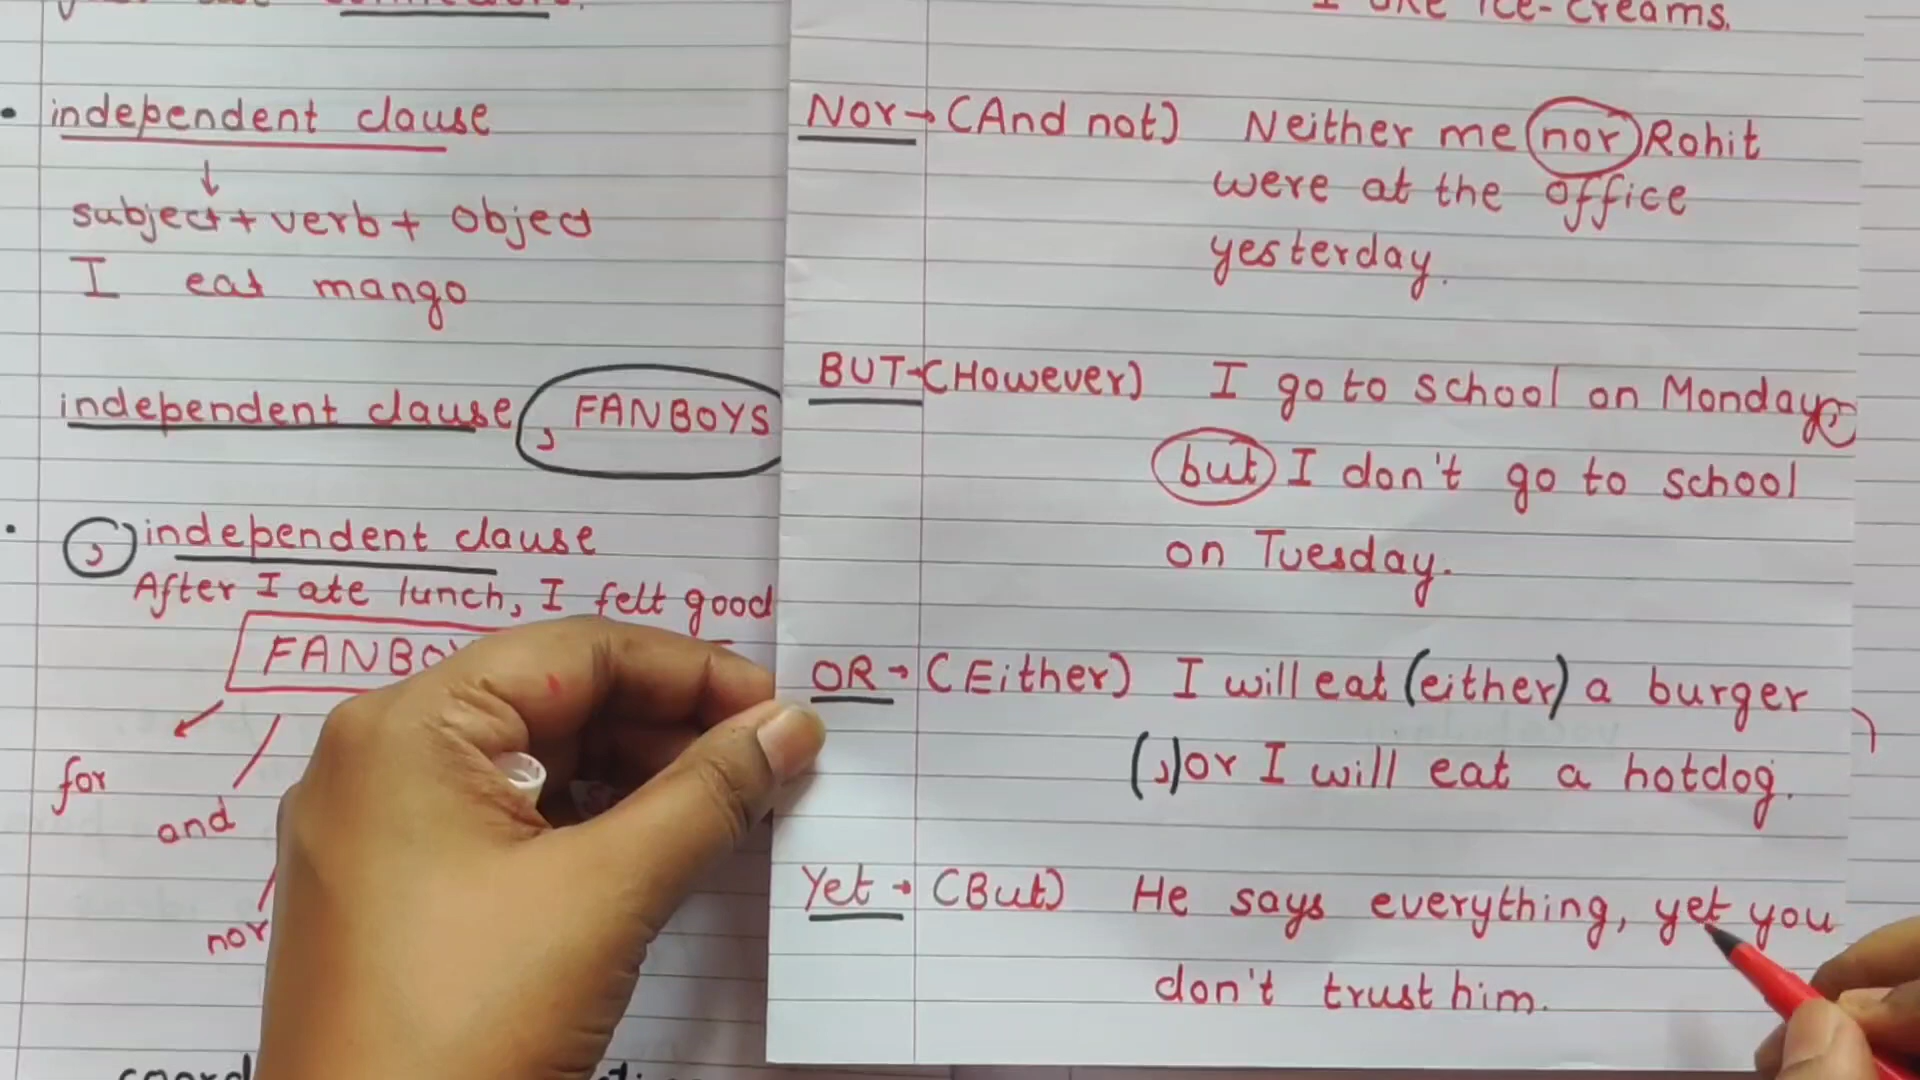 independent clause
↓
subject + verb + object
I eat mango
independent clause, FANBOYS
, independent clause
After I ate lunch, I felt good
for
and
nor
I like ice-creams.
Nor → (And not) Neither me nor Rohit
were at the office
yesterday.
BUT → (However) I go to school on Monday,
but I don't go to school
on Tuesday.
OR → (Either) I will eat (either) a burger
(,) or I will eat a hotdog.
Yet → (But) He says everything, yet you
don't trust him.